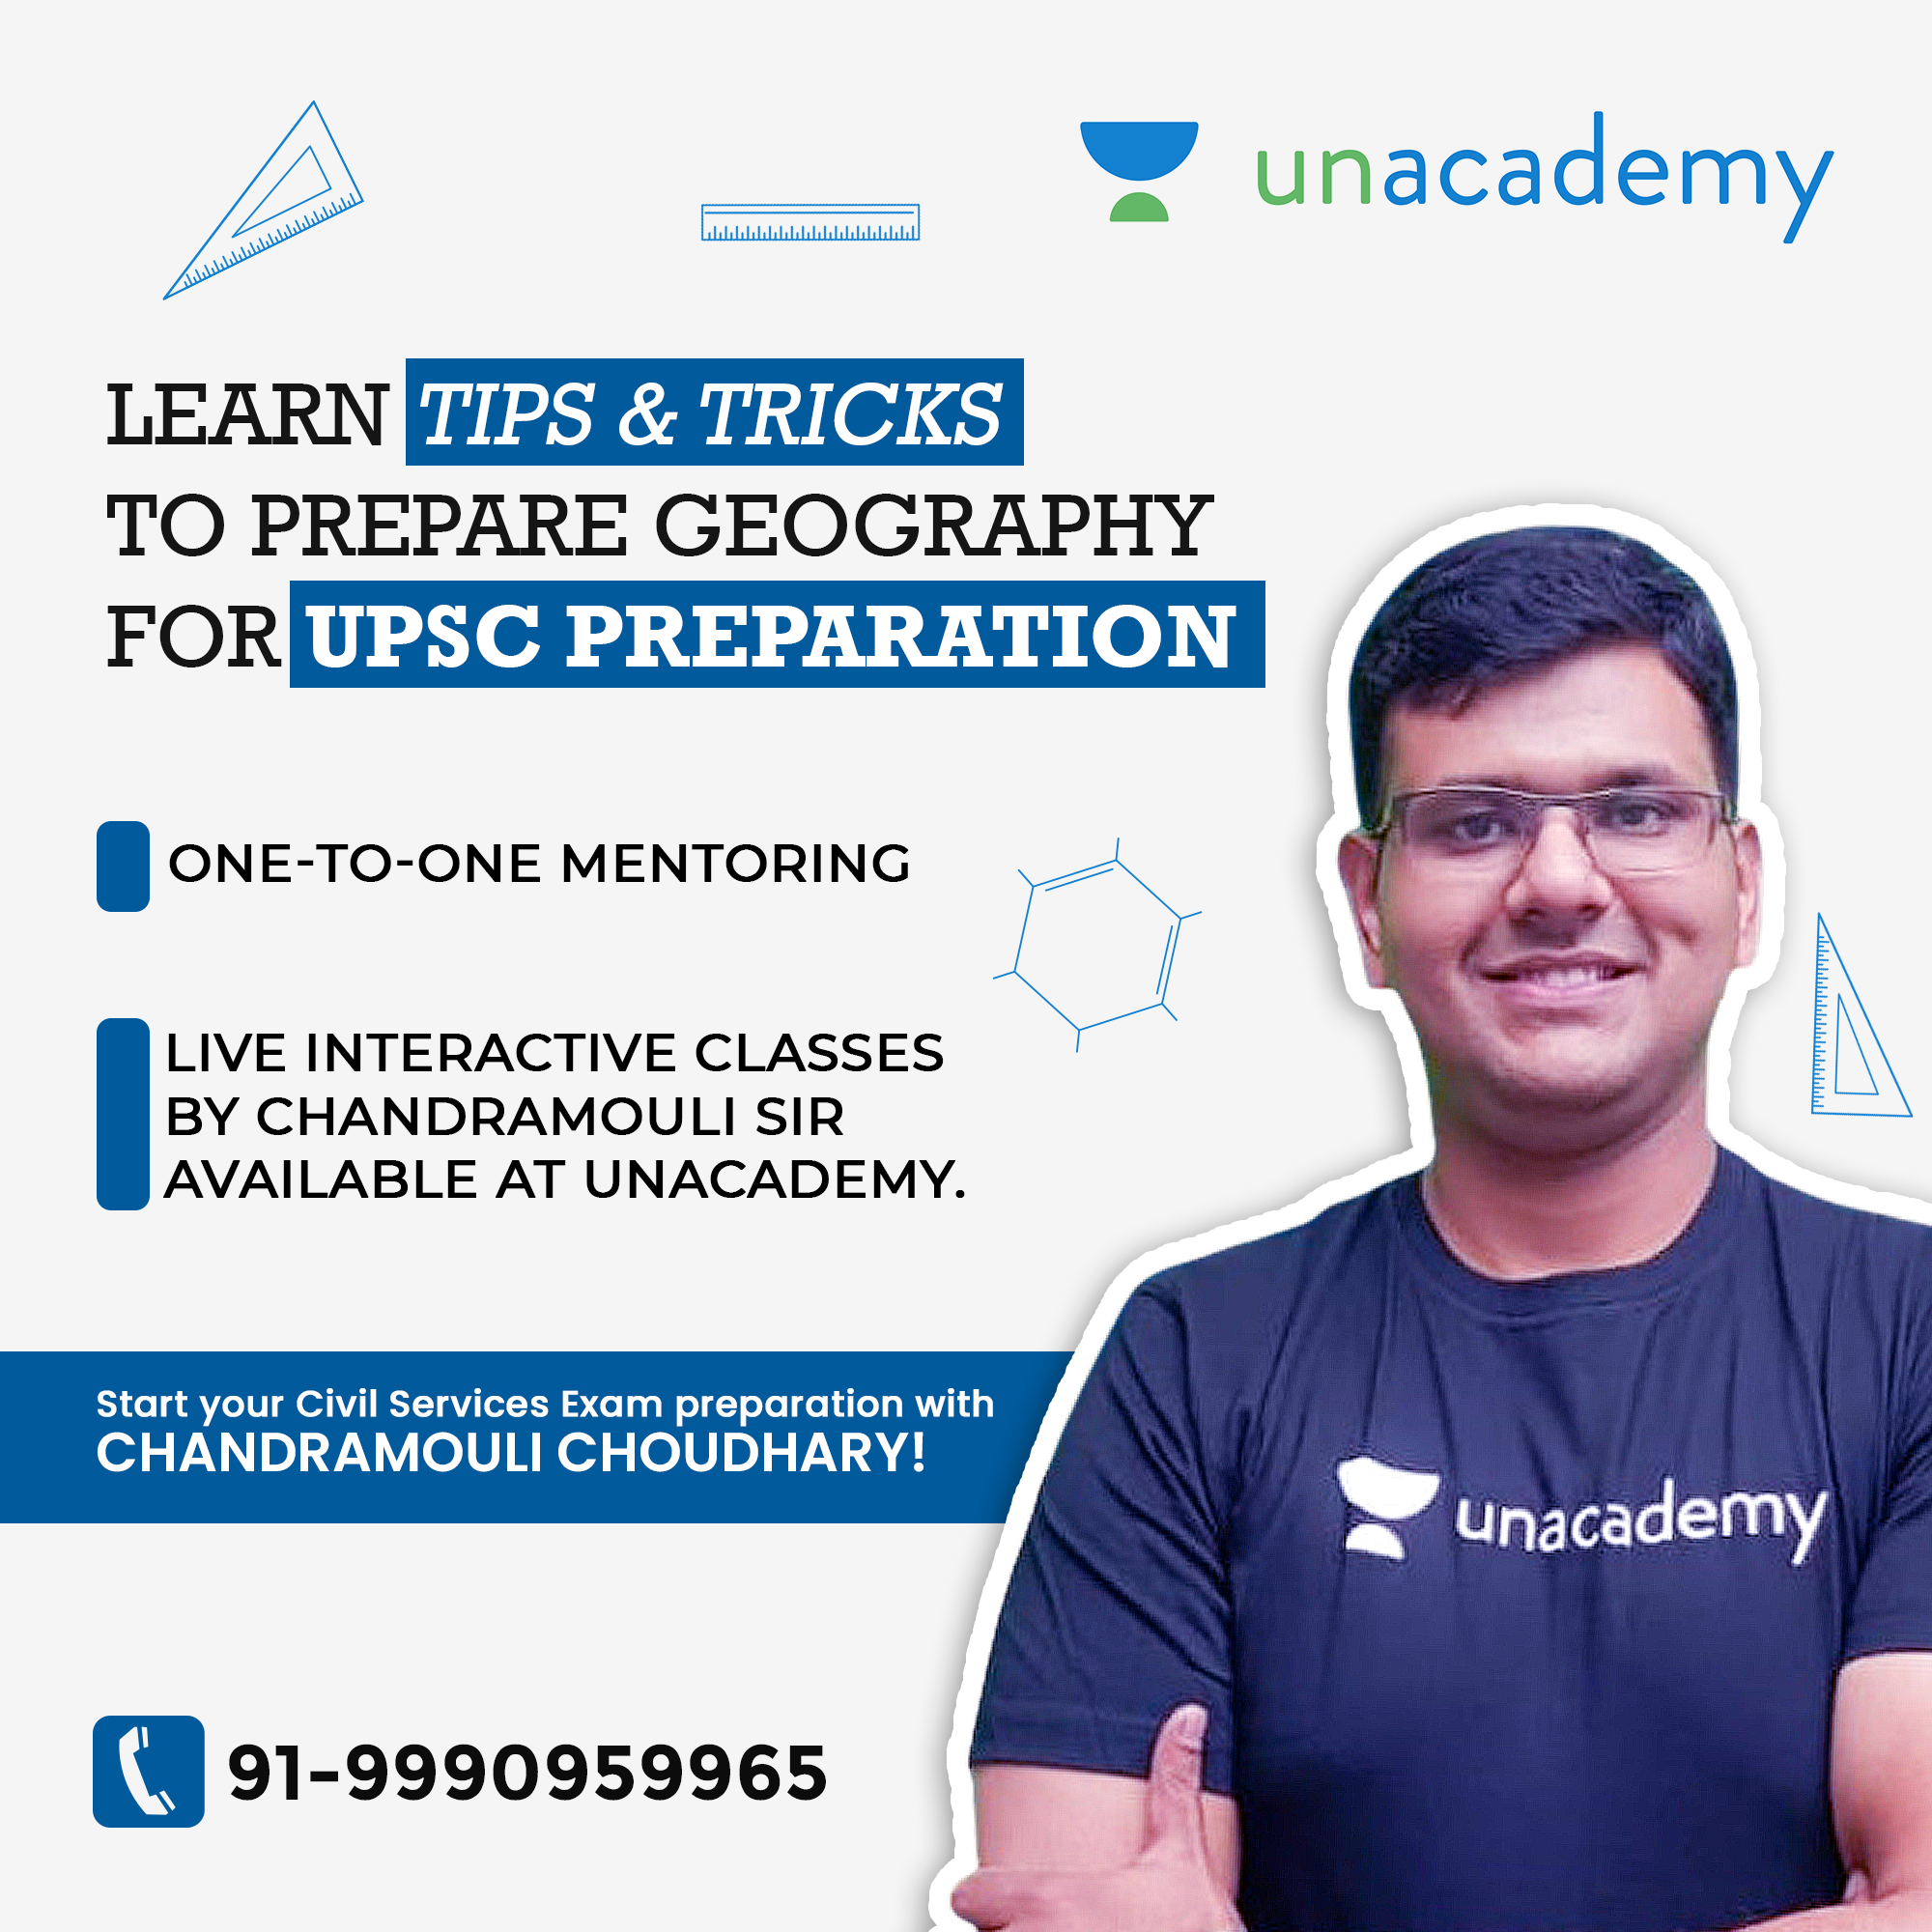 unacademy
LEARN TIPS & TRICKS
TO PREPARE GEOGRAPHY
FOR UPSC PREPARATION
ONE-TO-ONE MENTORING
LIVE INTERACTIVE CLASSES
BY CHANDRAMOULI SIR
AVAILABLE AT UNACADEMY.
Start your Civil Services Exam preparation with
CHANDRAMOULI CHOUDHARY!
unacademy
91-9990959965